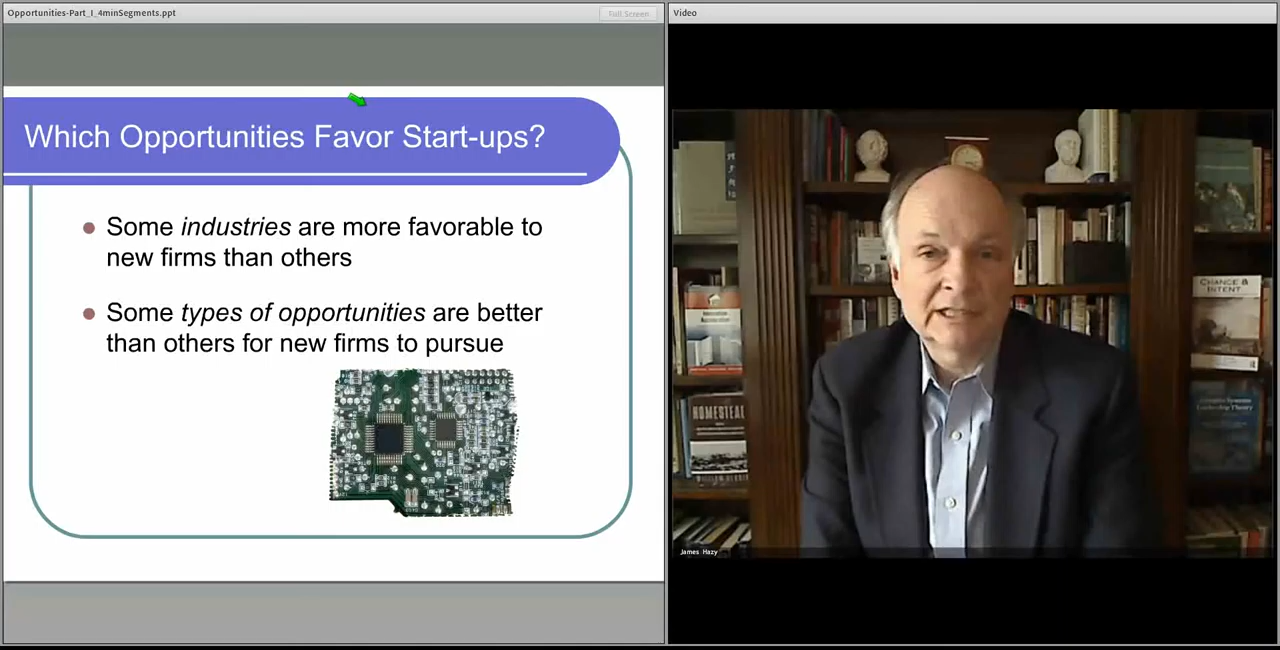 Opportunities-Part_I_4minSegments.ppt
Full Screen
Which Opportunities Favor Start-ups?
Some industries are more favorable to
new firms than others
Some types of opportunities are better
than others for new firms to pursue
Video
CHANCE &
INTENT
HOMESTEAD
James Hazy